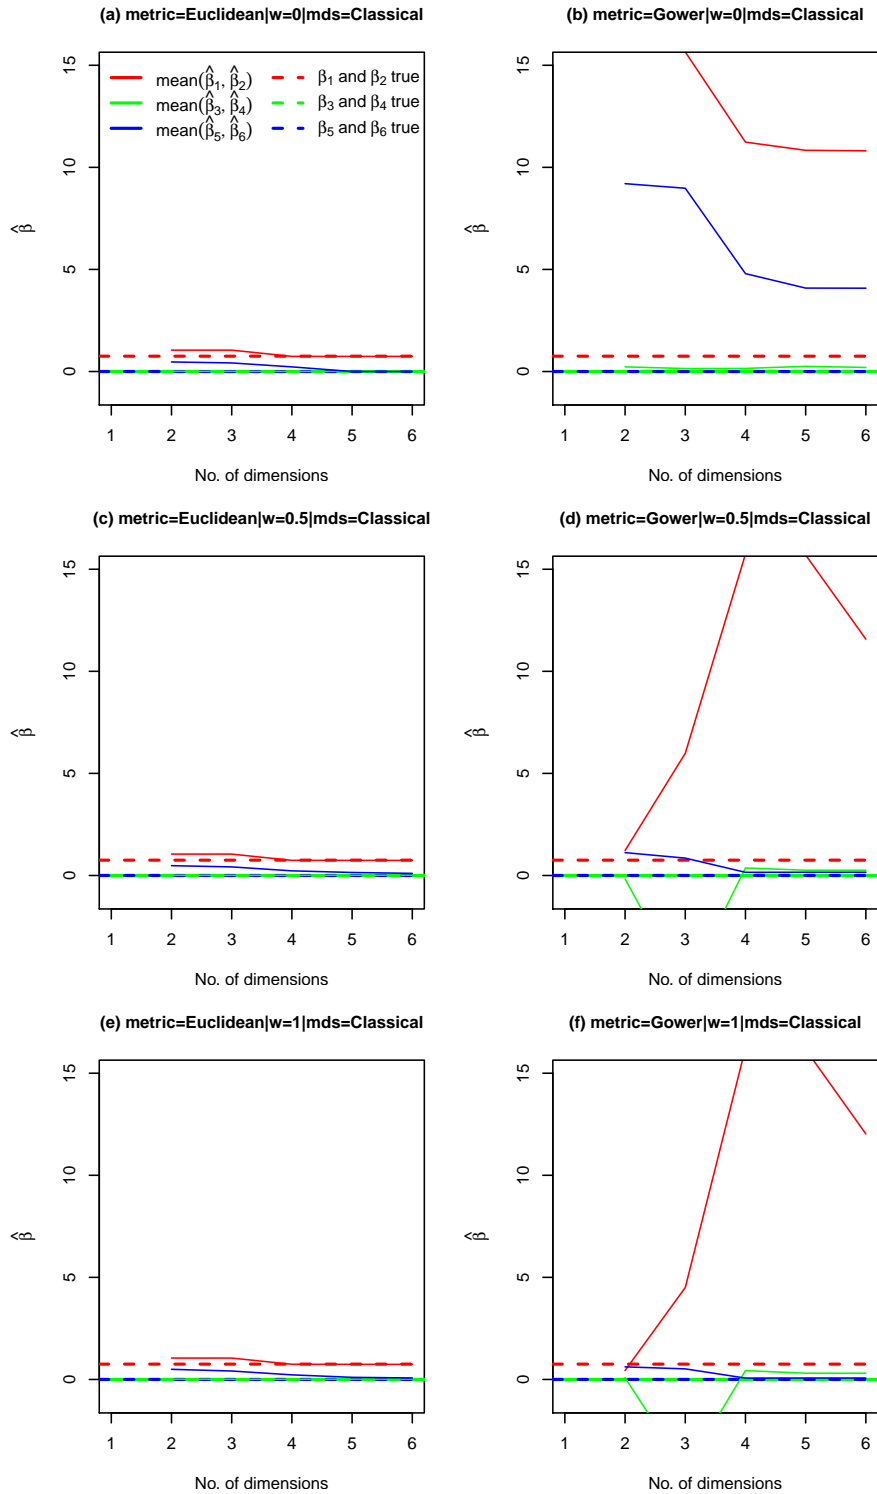 (a) metric=Euclidean|w=0|mds=Classical
mean(β̂₁, β̂₂)
β₁ and β₂ true
mean(β̂₃, β̂₄)
β₃ and β₄ true
mean(β̂₅, β̂₆)
β₅ and β₆ true
β̂
15
10
5
0
1 2 3 4 5 6
No. of dimensions
(b) metric=Gower|w=0|mds=Classical
β̂
15
10
5
0
1 2 3 4 5 6
No. of dimensions
(c) metric=Euclidean|w=0.5|mds=Classical
β̂
15
10
5
0
1 2 3 4 5 6
No. of dimensions
(d) metric=Gower|w=0.5|mds=Classical
β̂
15
10
5
0
1 2 3 4 5 6
No. of dimensions
(e) metric=Euclidean|w=1|mds=Classical
β̂
15
10
5
0
1 2 3 4 5 6
No. of dimensions
(f) metric=Gower|w=1|mds=Classical
β̂
15
10
5
0
1 2 3 4 5 6
No. of dimensions